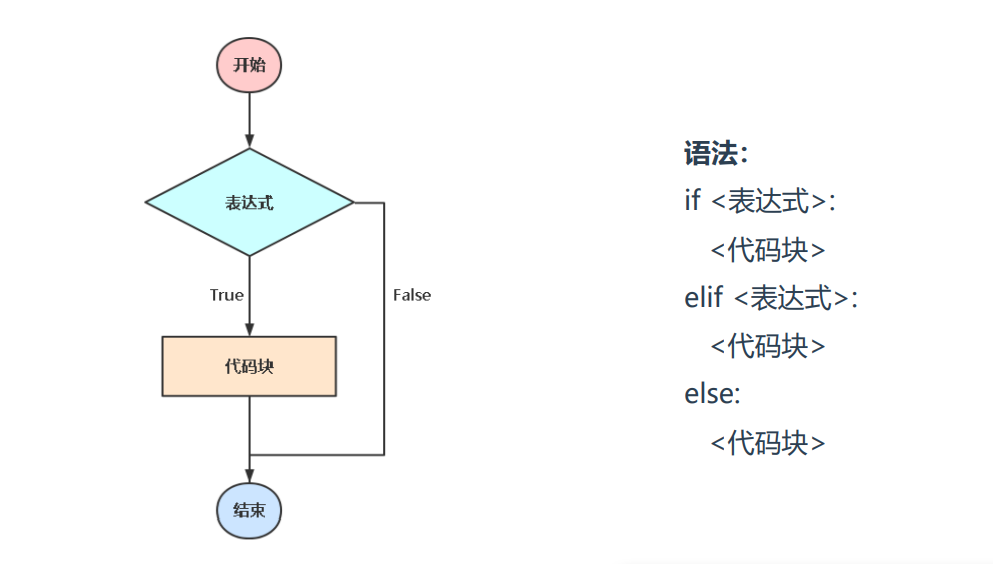 开始
表达式
True
False
代码块
结束
语法：
if <表达式>:
<代码块>
elif <表达式>:
<代码块>
else:
<代码块>